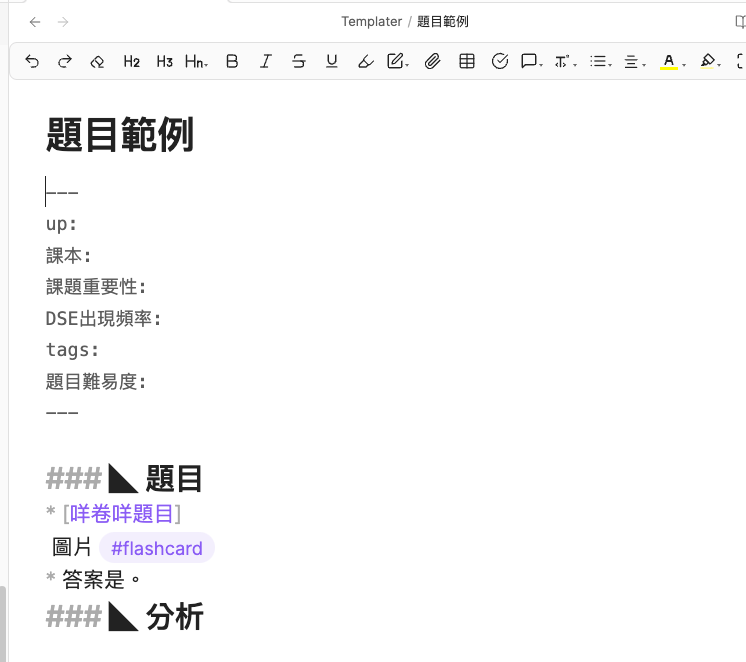 Templater / 題目範例
H2 H3 Hn B I S U T A
題目範例
---
up:
課本:
課題重要性:
DSE出現頻率:
tags:
題目難易度:
---
### ◣ 題目
* [咩卷咩題目]
圖片 #flashcard
* 答案是。
### ◣ 分析